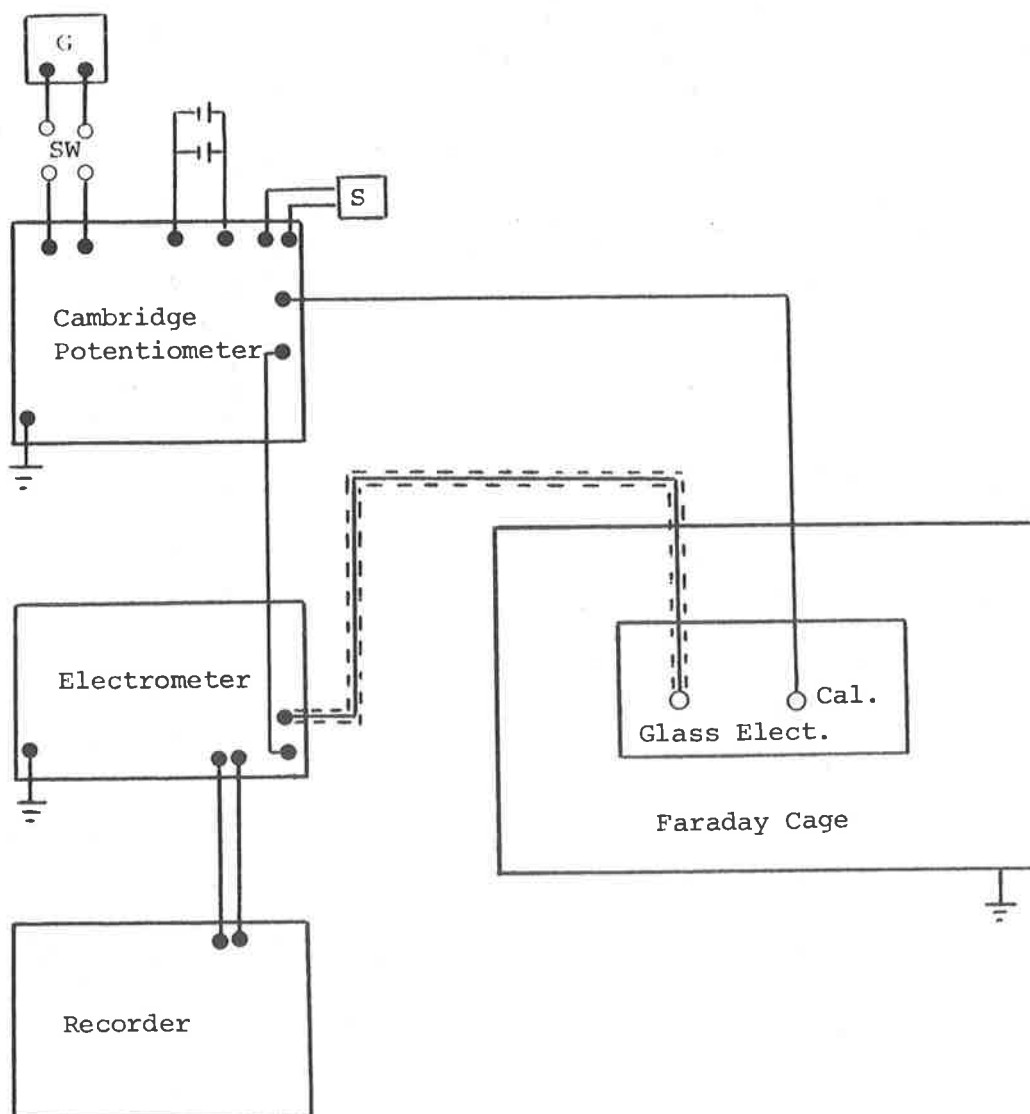 G
SW
S
Cambridge
Potentiometer
Electrometer
Cal.
Glass Elect.
Faraday Cage
Recorder